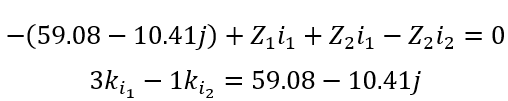 −(59.08 − 10.41j) + Z₁i₁ + Z₂i₁ − Z₂i₂ = 0
3k_{i₁} − 1k_{i₂} = 59.08 − 10.41j